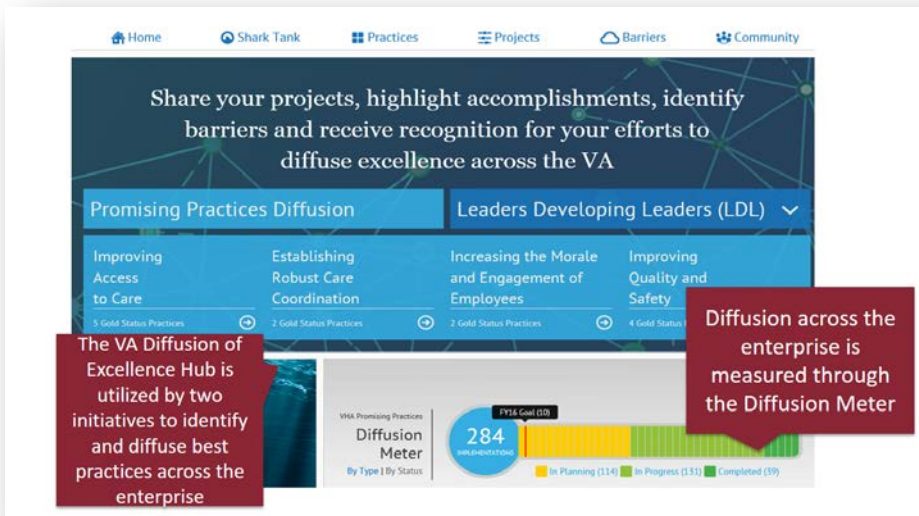 Home Shark Tank Practices Projects Barriers Community
Share your projects, highlight accomplishments, identify
barriers and receive recognition for your efforts to
diffuse excellence across the VA
Promising Practices Diffusion
Leaders Developing Leaders (LDL)
Improving
Access
to Care
5 Gold Status Practices
Establishing
Robust Care
Coordination
2 Gold Status Practices
Increasing the Morale
and Engagement of
Employees
2 Gold Status Practices
Improving
Quality and
Safety
4 Gold Status
Diffusion across the
enterprise is
measured through
the Diffusion Meter
The VA Diffusion of
Excellence Hub is
utilized by two
initiatives to identify
and diffuse best
practices across the
enterprise
VHA Promising Practices
Diffusion
Meter
By Type | By Status
284
IMPLEMENTATIONS
FY16 Goal (10)
In Planning (114) In Progress (131) Completed (39)